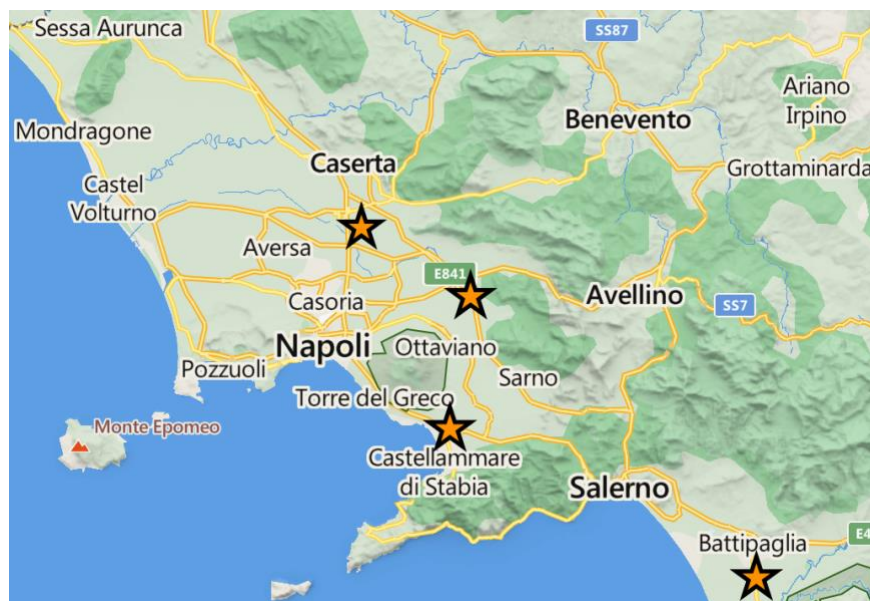 Sessa Aurunca
SS87
Ariano
Irpino
Benevento
Mondragone
Caserta
Grottaminarda
Castel
Volturno
Aversa
E841
Casoria
Avellino
SS7
Napoli
Ottaviano
Pozzuoli
Sarno
Torre del Greco
Monte Epomeo
Castellammare
di Stabia
Salerno
Battipaglia